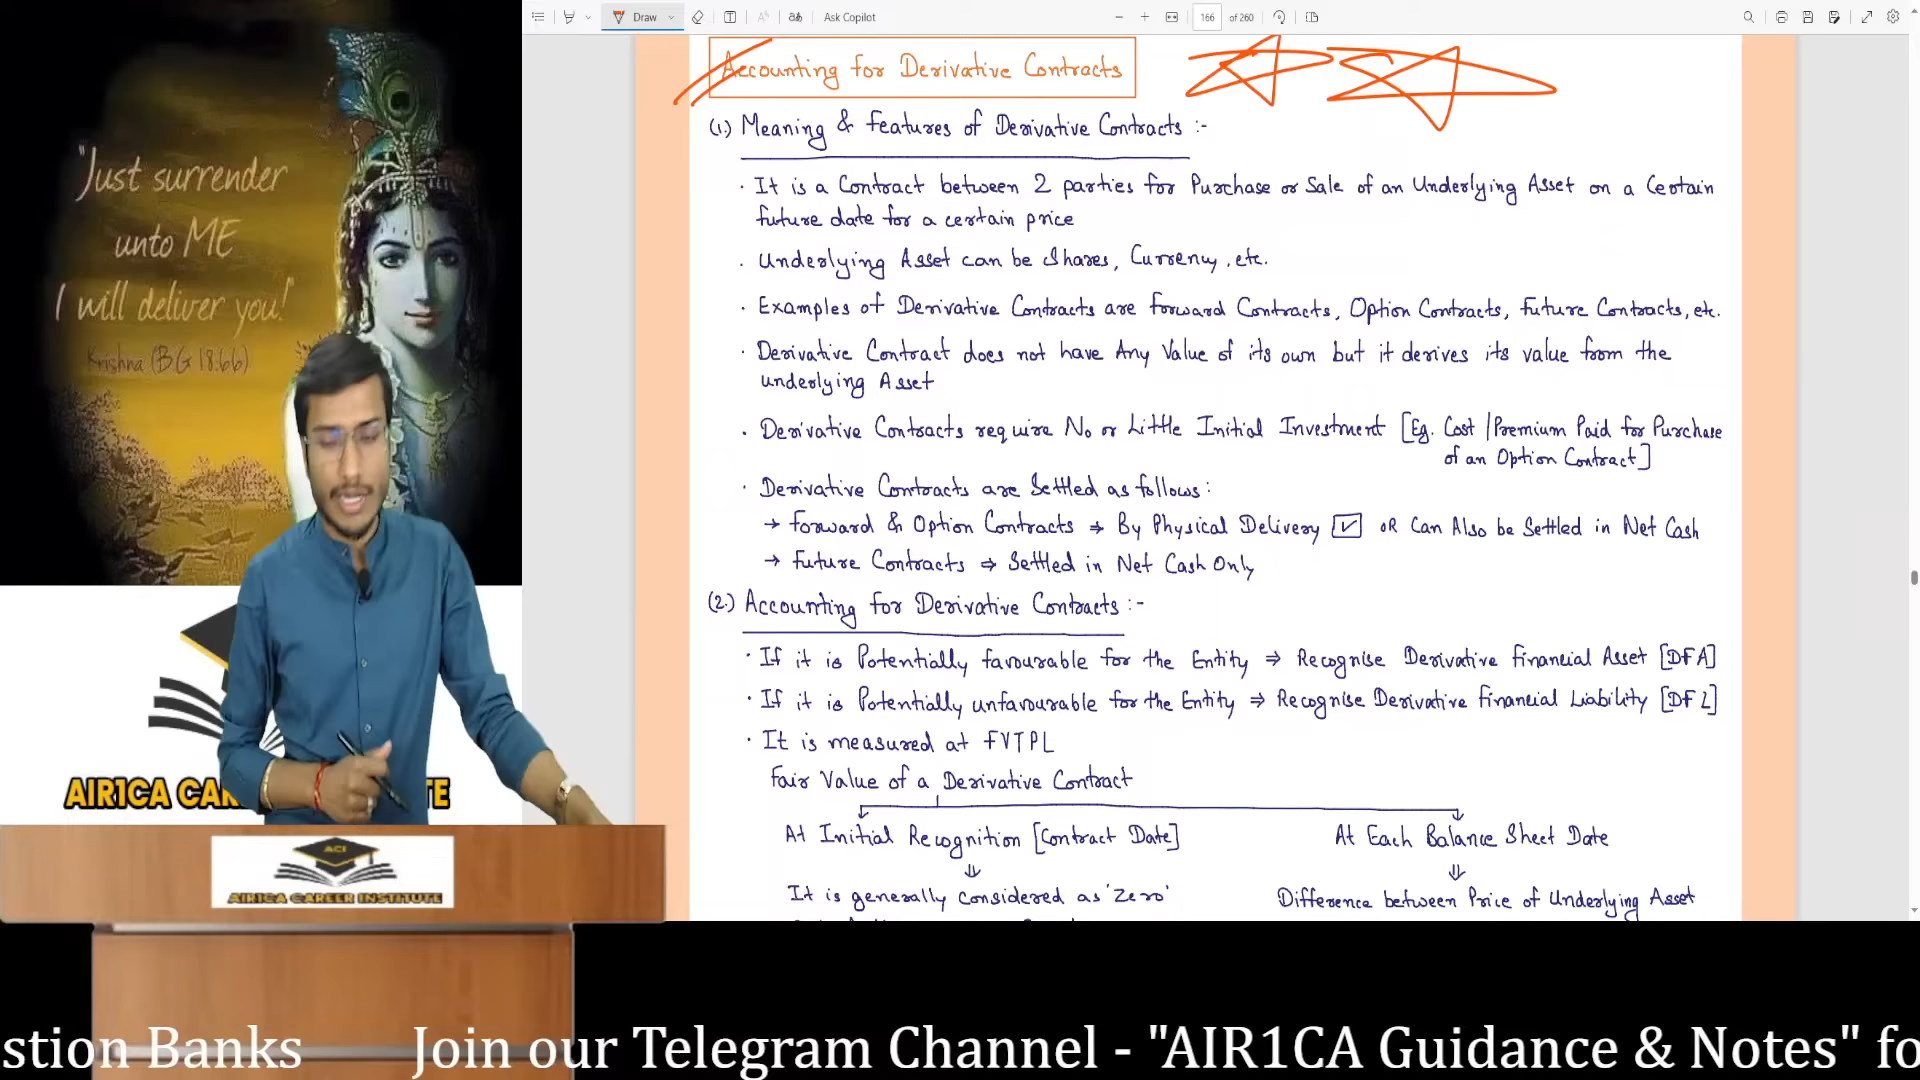 Draw
Ask Copilot
166 of 260
"Just surrender
unto ME
I will deliver you!"
Krishna (B.G 18:66)
Accounting for Derivative Contracts
(1.) Meaning & Features of Derivative Contracts :-
· It is a Contract between 2 parties for Purchase or Sale of an Underlying Asset on a Certain
future date for a certain price
· Underlying Asset can be Shares, Currency, etc.
· Examples of Derivative Contracts are Forward Contracts, Option Contracts, Future Contracts, etc.
· Derivative Contract does not have Any Value of its own but it derives its value from the
underlying Asset
· Derivative Contracts require No or Little Initial Investment [Eg. Cost/Premium Paid for Purchase
of an Option Contract]
· Derivative Contracts are Settled as follows:
→ Forward & Option Contracts ⇒ By Physical Delivery ☑ OR Can Also be Settled in Net Cash
→ Future Contracts ⇒ Settled in Net Cash Only
(2.) Accounting for Derivative Contracts :-
· If it is Potentially favourable for the Entity ⇒ Recognise Derivative Financial Asset [DFA]
· If it is Potentially unfavourable for the Entity ⇒ Recognise Derivative Financial Liability [DFL]
· It is measured at FVTPL
Fair Value of a Derivative Contract
At Initial Recognition [Contract Date] At Each Balance Sheet Date
It is generally considered as 'Zero' Difference between Price of Underlying Asset
AIR1CA CAR TE
ACI
AIR1CA CAREER INSTITUTE
stion Banks Join our Telegram Channel - "AIR1CA Guidance & Notes" fo